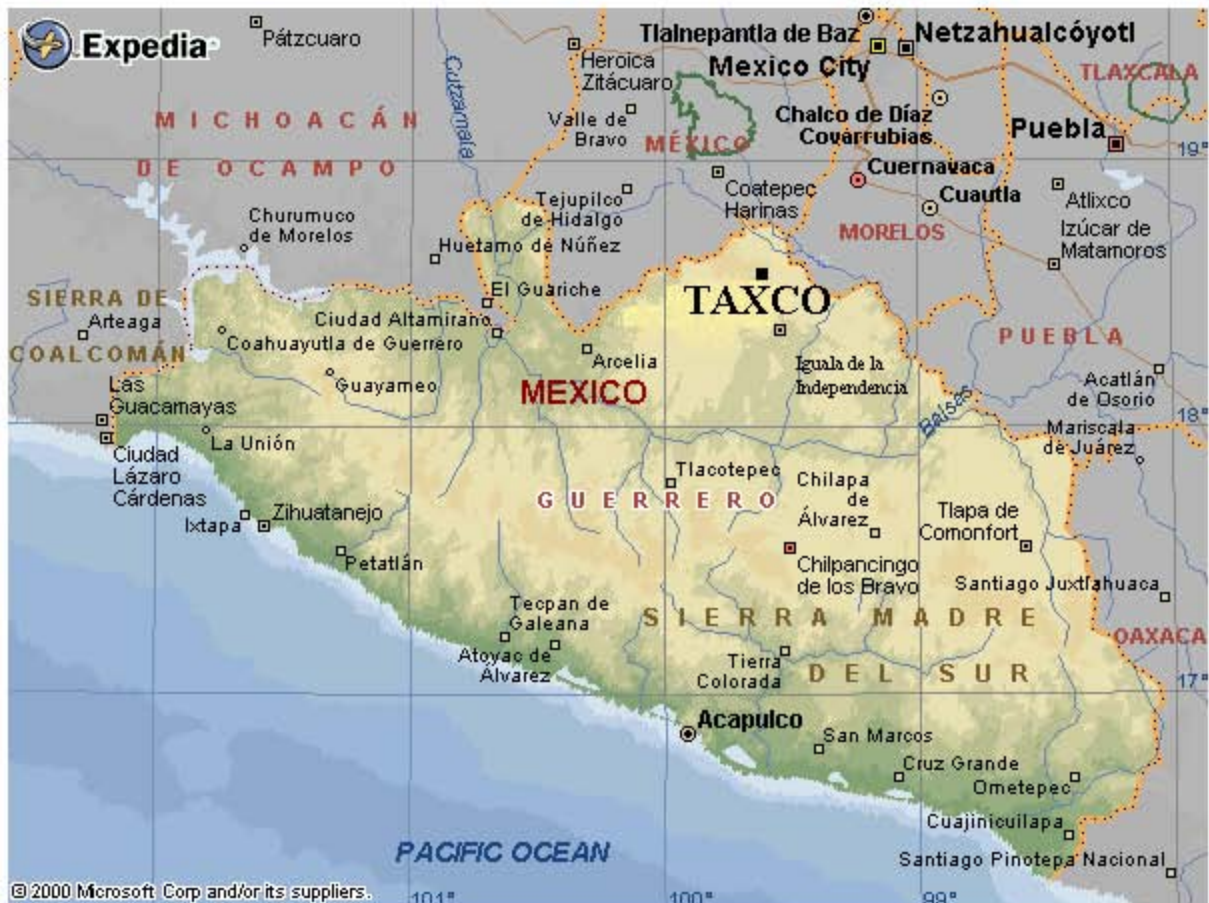 Expedia
Pátzcuaro
Cutzamala
Heroica
Zitácuaro
Tlalnepantla de Baz
Netzahualcóyotl
Mexico City
TLAXCALA
MICHOACÁN
DE OCAMPO
Valle de
Bravo
MÉXICO
Chalco de Díaz
Covarrubias
Puebla
19°
Cuernavaca
Cuautla
Tejupilco
de Hidalgo
Coatepec
Harinas
Atlixco
Izúcar de
Matamoros
Churumuco
de Morelos
Huetamo de Núñez
MORELOS
SIERRA DE
COALCOMÁN
Arteaga
El Guariche
Ciudad Altamirano
Coahuayutla de Guerrero
Guayameo
TAXCO
Arcelia
MEXICO
Iguala de la
Independencia
PUEBLA
Acatlán
de Osorio
Balsas
18°
Mariscala
de Juárez
Las
Guacamayas
La Unión
Ciudad
Lázaro
Cárdenas
Ixtapa
Zihuatanejo
Petatlán
Tlacotepec
GUERRERO
Chilapa
de
Álvarez
Tlapa de
Comonfort
Chilpancingo
de los Bravo
Santiago Juxtlahuaca
Tecpan de
Galeana
Atoyac de
Álvarez
SIERRA MADRE
DEL SUR
OAXACA
Tierra
Colorada
17°
Acapulco
San Marcos
Cruz Grande
Ometepec
Cuajinicuilapa
Santiago Pinotepa Nacional
PACIFIC OCEAN
© 2000 Microsoft Corp and/or its suppliers.
101°
100°
99°